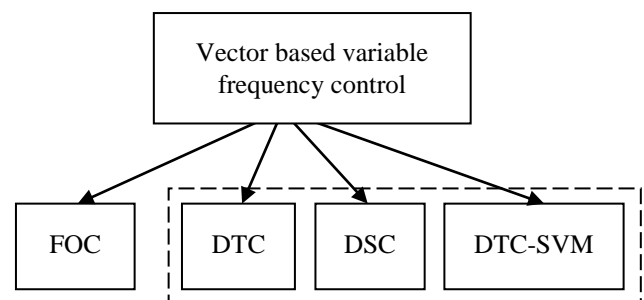 Vector based variable
frequency control
FOC
DTC
DSC
DTC-SVM